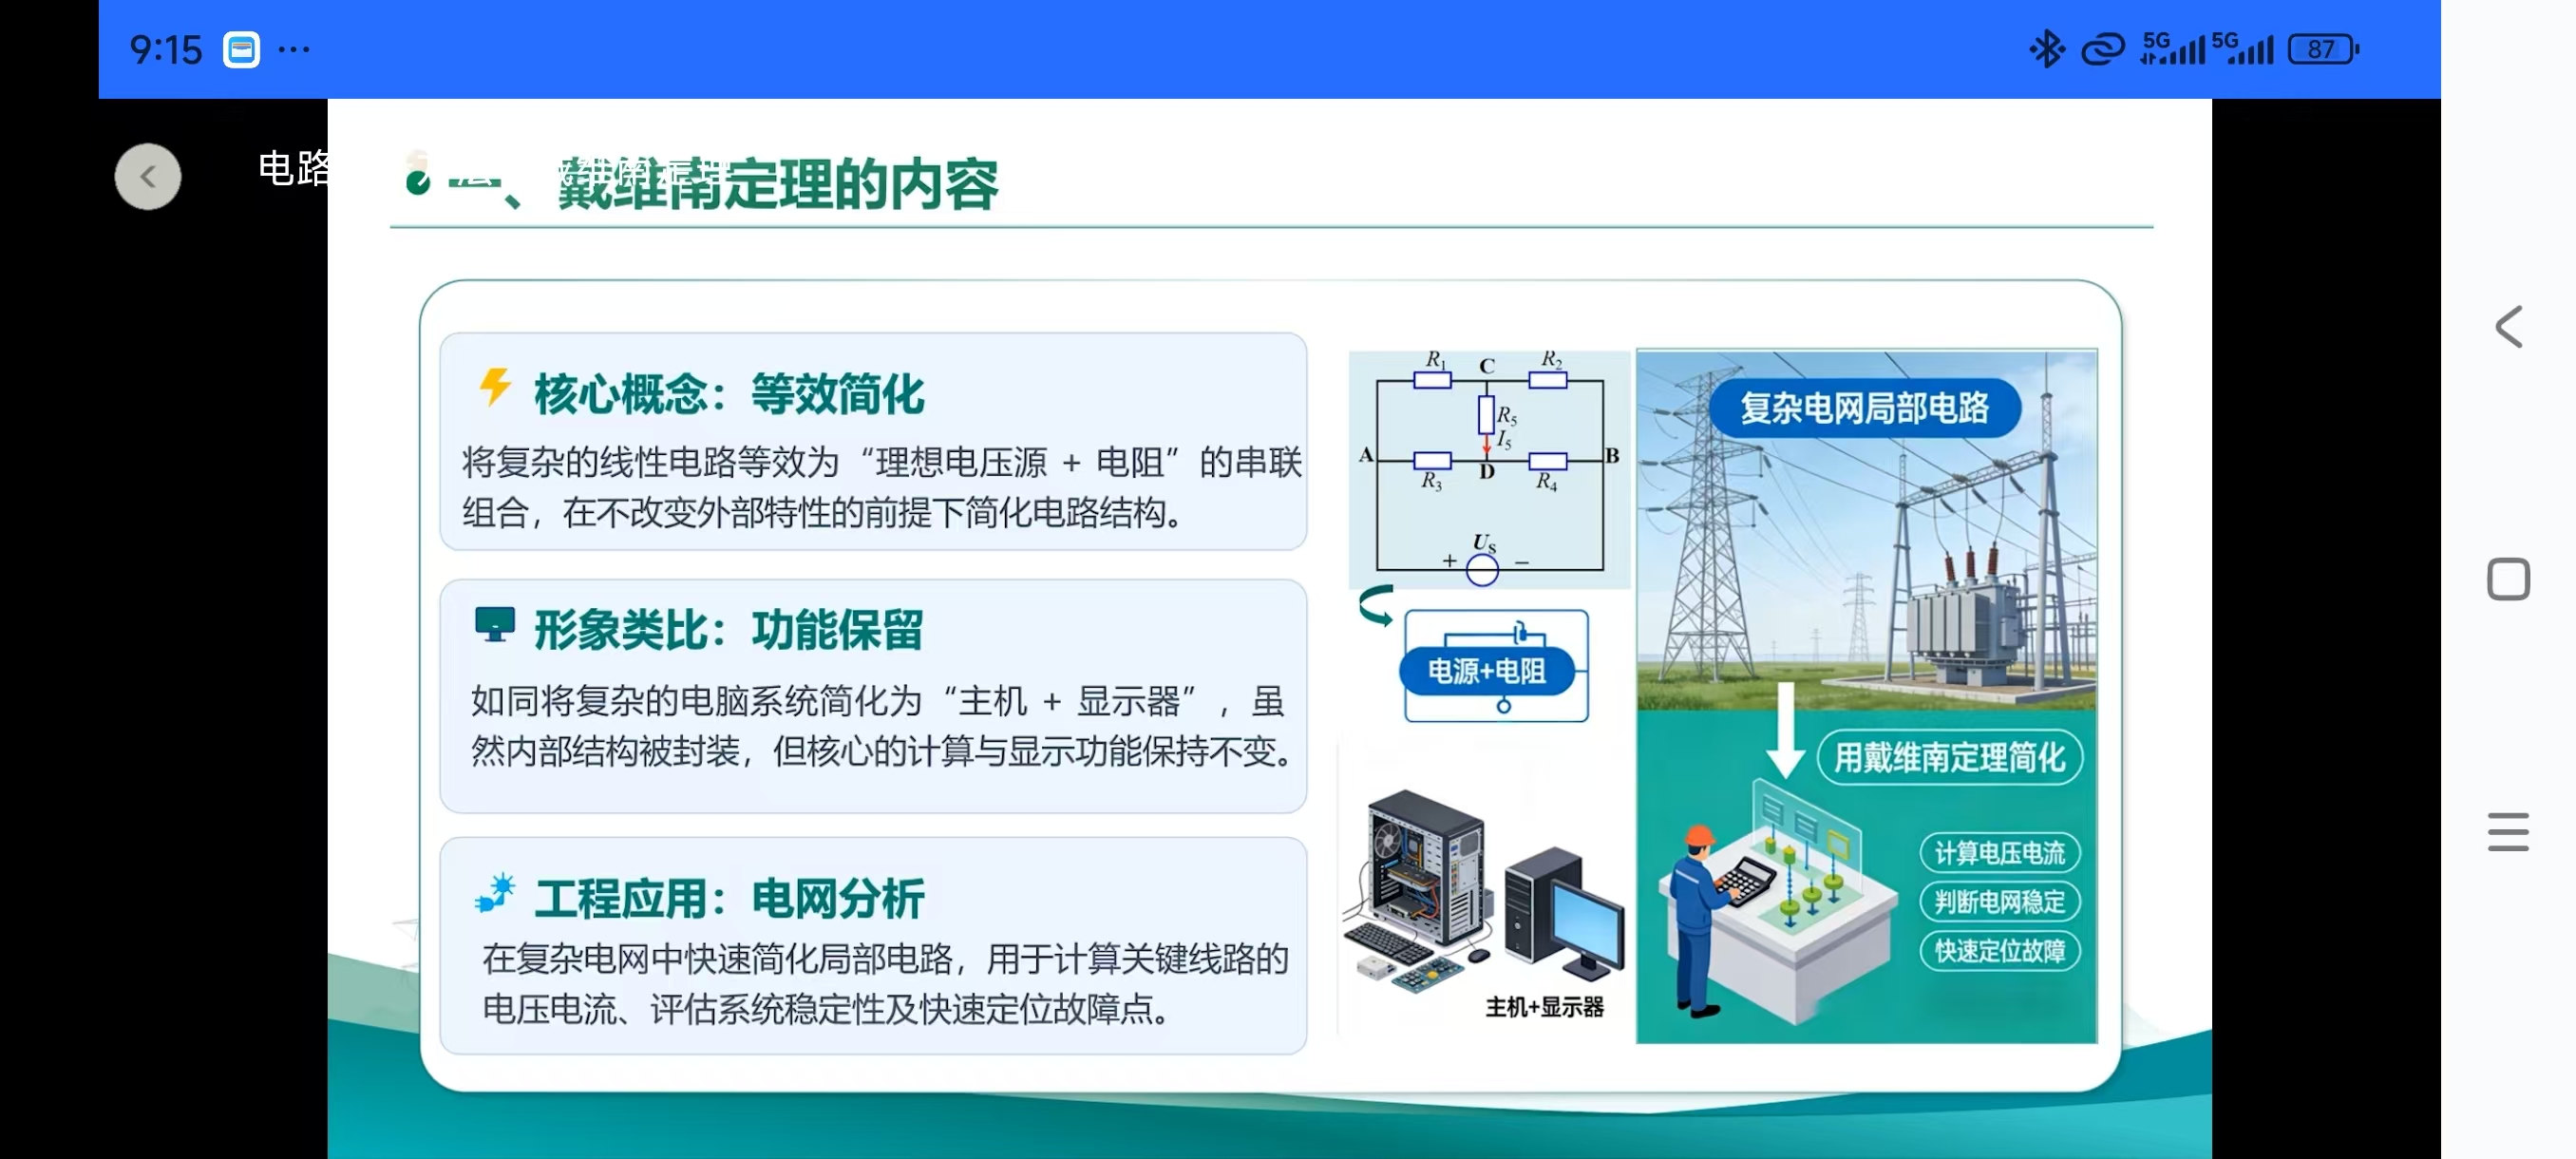 9:15
5G
5G
87
电路
戴维南定理的内容
核心概念：等效简化
将复杂的线性电路等效为“理想电压源 + 电阻”的串联
组合，在不改变外部特性的前提下简化电路结构。
形象类比：功能保留
如同将复杂的电脑系统简化为“主机 + 显示器”，虽
然内部结构被封装，但核心的计算与显示功能保持不变。
工程应用：电网分析
在复杂电网中快速简化局部电路，用于计算关键线路的
电压电流、评估系统稳定性及快速定位故障点。
R1
C
R2
R5
I5
A
B
R3
D
R4
US
+
−
电源+电阻
主机+显示器
复杂电网局部电路
用戴维南定理简化
计算电压电流
判断电网稳定
快速定位故障